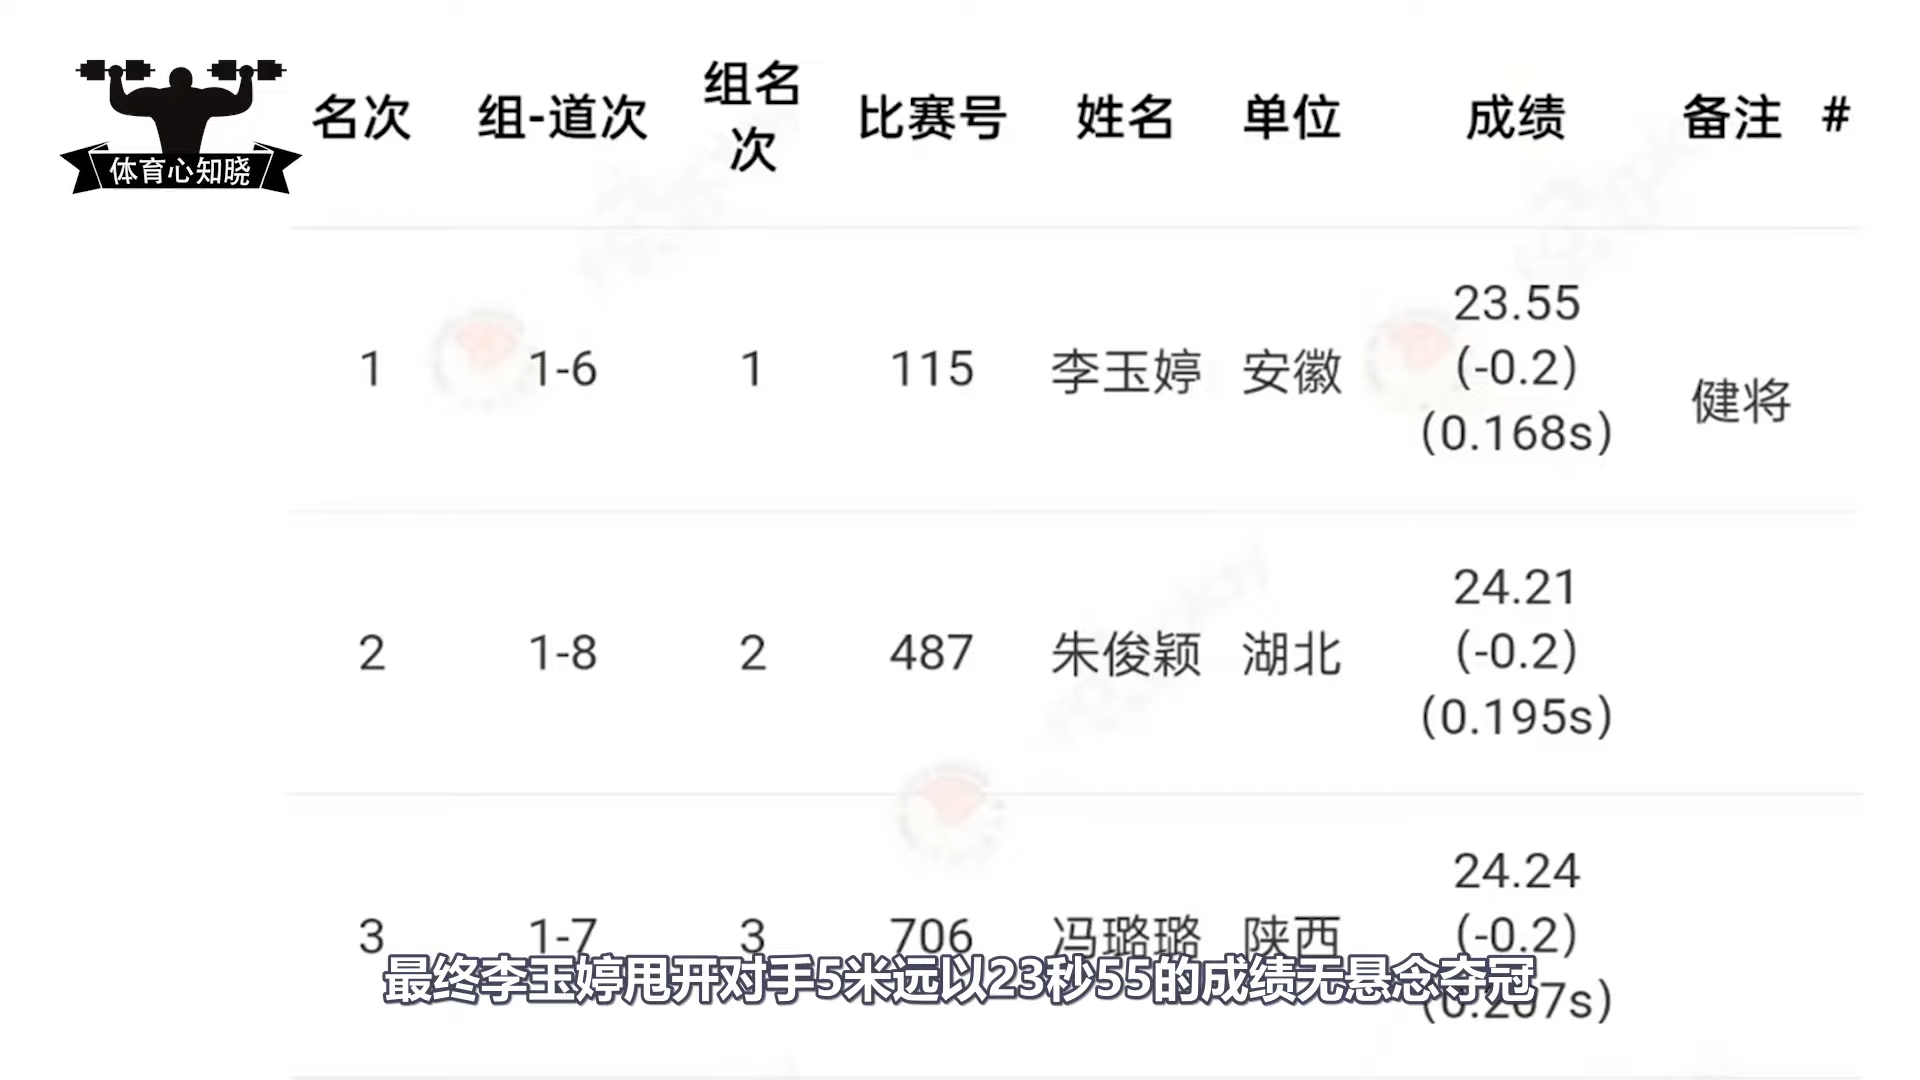 体育心知晓
名次 组-道次 组名次 比赛号 姓名 单位 成绩 备注 #
1 1-6 1 115 李玉婷 安徽 23.55 (-0.2) (0.168s) 健将
2 1-8 2 487 朱俊颖 湖北 24.21 (-0.2) (0.195s)
3 1-7 3 706 冯璐璐 陕西 24.24 (-0.2) (0.207s)
最终李玉婷甩开对手5米远以23秒55的成绩无悬念夺冠